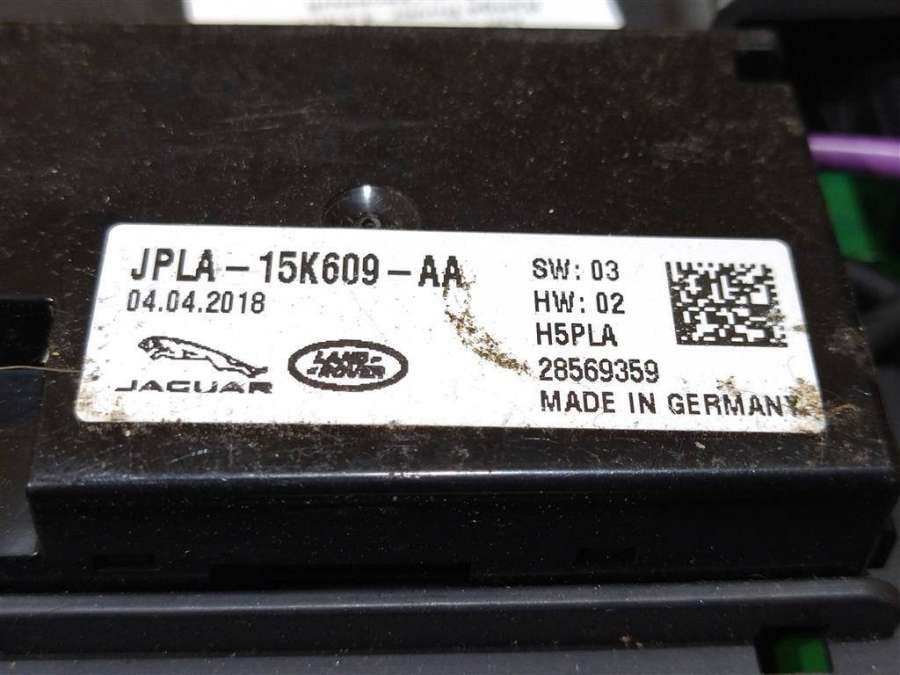 JPLA-15K609-AA
04.04.2018
JAGUAR
LAND
ROVER
SW: 03
HW: 02
H5PLA
28569359
MADE IN GERMANY